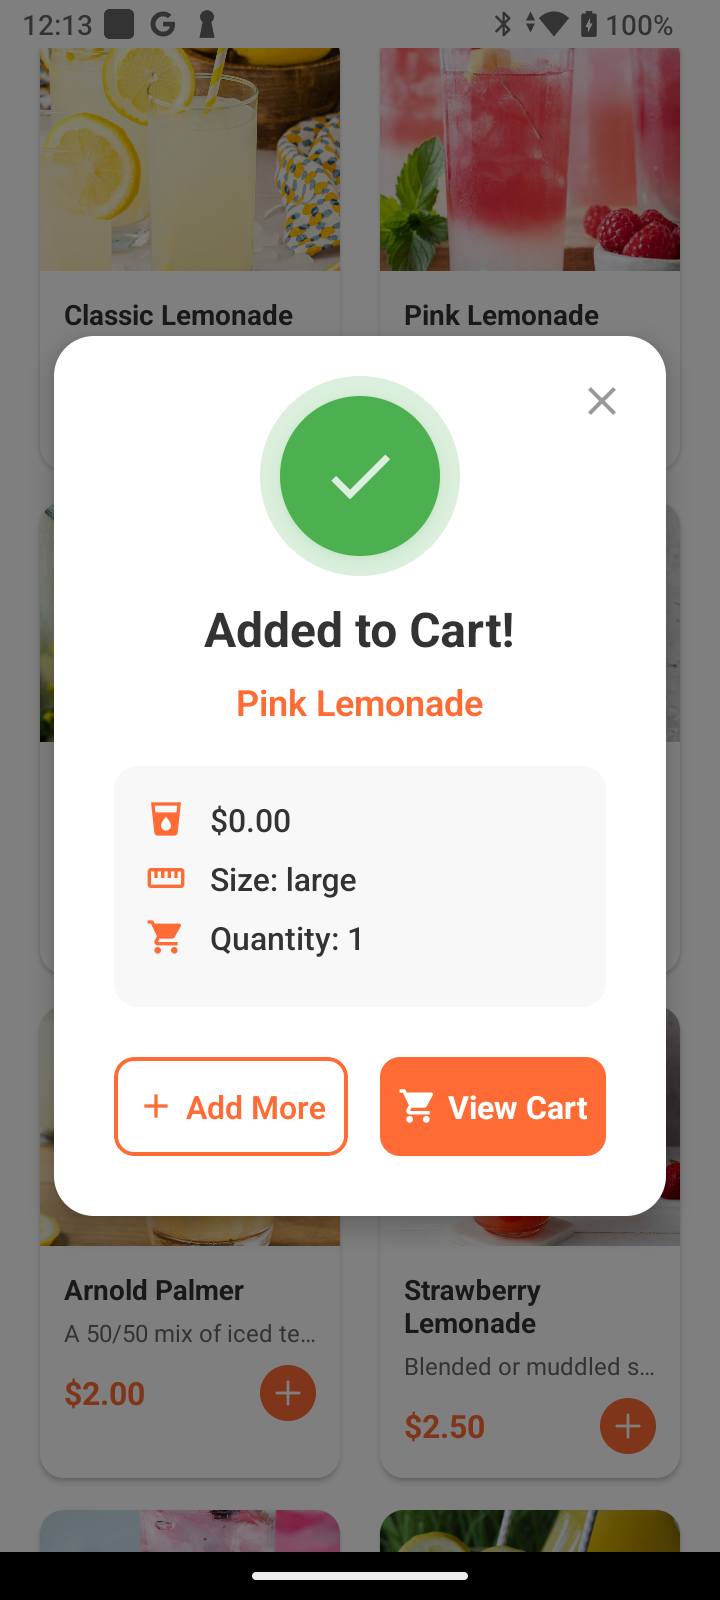 12:13
100%
Classic Lemonade
Pink Lemonade
Added to Cart!
Pink Lemonade
$0.00
Size: large
Quantity: 1
Add More
View Cart
Arnold Palmer
A 50/50 mix of iced te…
$2.00
Strawberry
Lemonade
Blended or muddled s…
$2.50